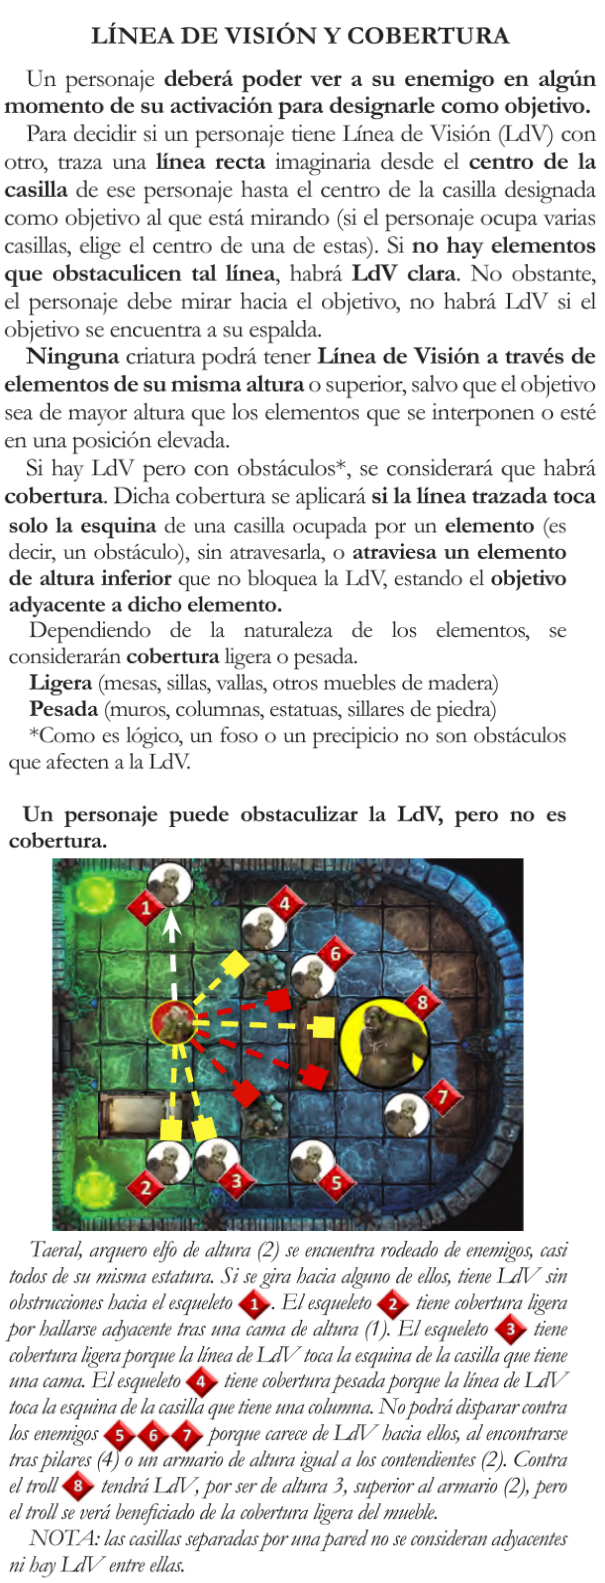 LÍNEA DE VISIÓN Y COBERTURA
Un personaje deberá poder ver a su enemigo en algún
momento de su activación para designarle como objetivo.
Para decidir si un personaje tiene Línea de Visión (LdV) con
otro, traza una línea recta imaginaria desde el centro de la
casilla de ese personaje hasta el centro de la casilla designada
como objetivo al que está mirando (si el personaje ocupa varias
casillas, elige el centro de una de estas). Si no hay elementos
que obstaculicen tal línea, habrá LdV clara. No obstante,
el personaje debe mirar hacia el objetivo, no habrá LdV si el
objetivo se encuentra a su espalda.
Ninguna criatura podrá tener Línea de Visión a través de
elementos de su misma altura o superior, salvo que el objetivo
sea de mayor altura que los elementos que se interponen o esté
en una posición elevada.
Si hay LdV pero con obstáculos*, se considerará que habrá
cobertura. Dicha cobertura se aplicará si la línea trazada toca
solo la esquina de una casilla ocupada por un elemento (es
decir, un obstáculo), sin atravesarla, o atraviesa un elemento
de altura inferior que no bloquea la LdV, estando el objetivo
adyacente a dicho elemento.
Dependiendo de la naturaleza de los elementos, se
considerarán cobertura ligera o pesada.
Ligera (mesas, sillas, vallas, otros muebles de madera)
Pesada (muros, columnas, estatuas, sillares de piedra)
*Como es lógico, un foso o un precipicio no son obstáculos
que afecten a la LdV.
Un personaje puede obstaculizar la LdV, pero no es
cobertura.
1
4
6
8
7
2
3
5
Taeral, arquero elfo de altura (2) se encuentra rodeado de enemigos, casi
todos de su misma estatura. Si se gira hacia alguno de ellos, tiene LdV sin
obstrucciones hacia el esqueleto 1. El esqueleto 2 tiene cobertura ligera
por hallarse adyacente tras una cama de altura (1). El esqueleto 3 tiene
cobertura ligera porque la línea de LdV toca la esquina de la casilla que tiene
una cama. El esqueleto 4 tiene cobertura pesada porque la línea de LdV
toca la esquina de la casilla que tiene una columna. No podrá disparar contra
los enemigos 5 6 7 porque carece de LdV hacia ellos, al encontrarse
tras pilares (4) o un armario de altura igual a los contendientes (2). Contra
el troll 8 tendrá LdV, por ser de altura 3, superior al armario (2), pero
el troll se verá beneficiado de la cobertura ligera del mueble.
NOTA: las casillas separadas por una pared no se consideran adyacentes
ni hay LdV entre ellas.